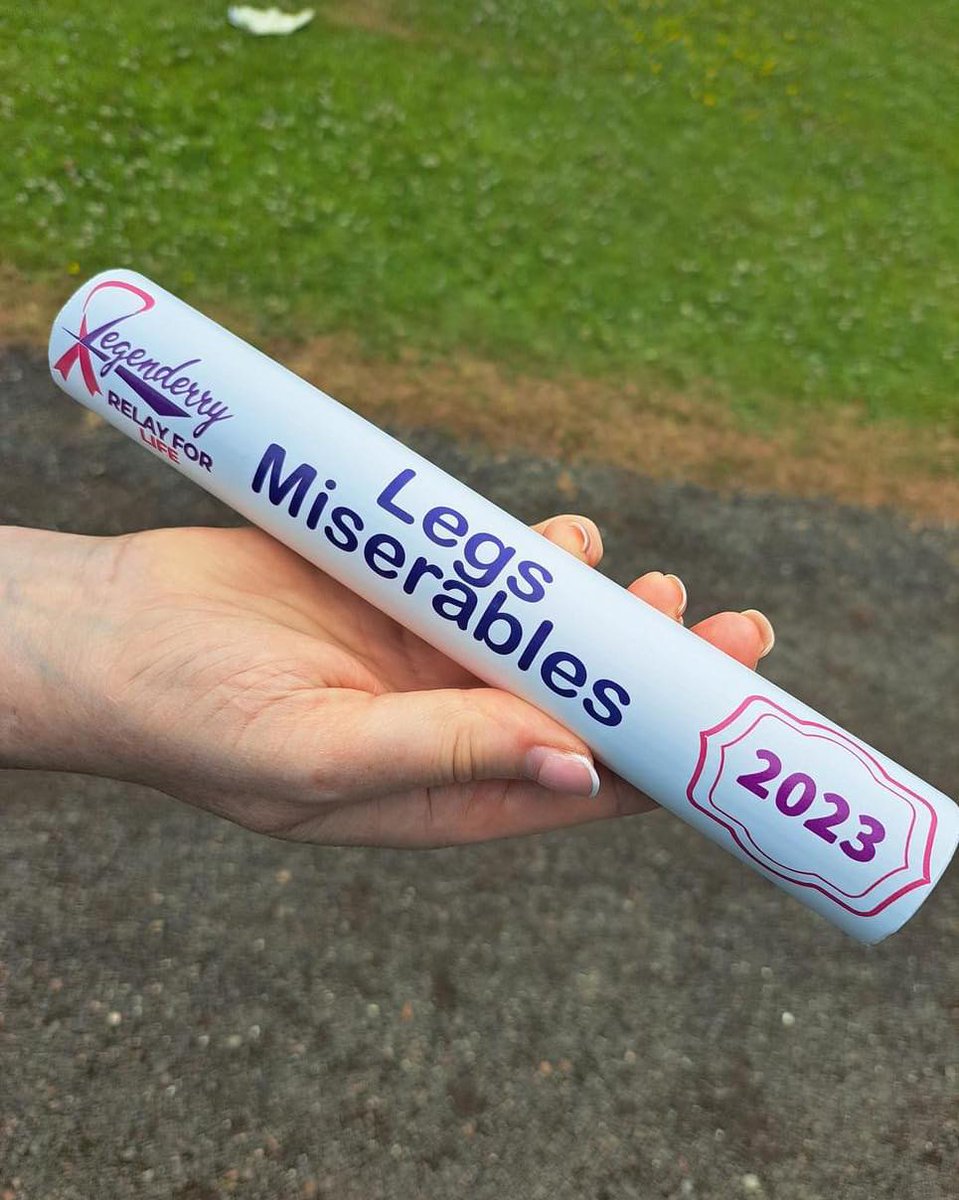 Legenderry
RELAY FOR
LIFE
Legs
Miserables
2023